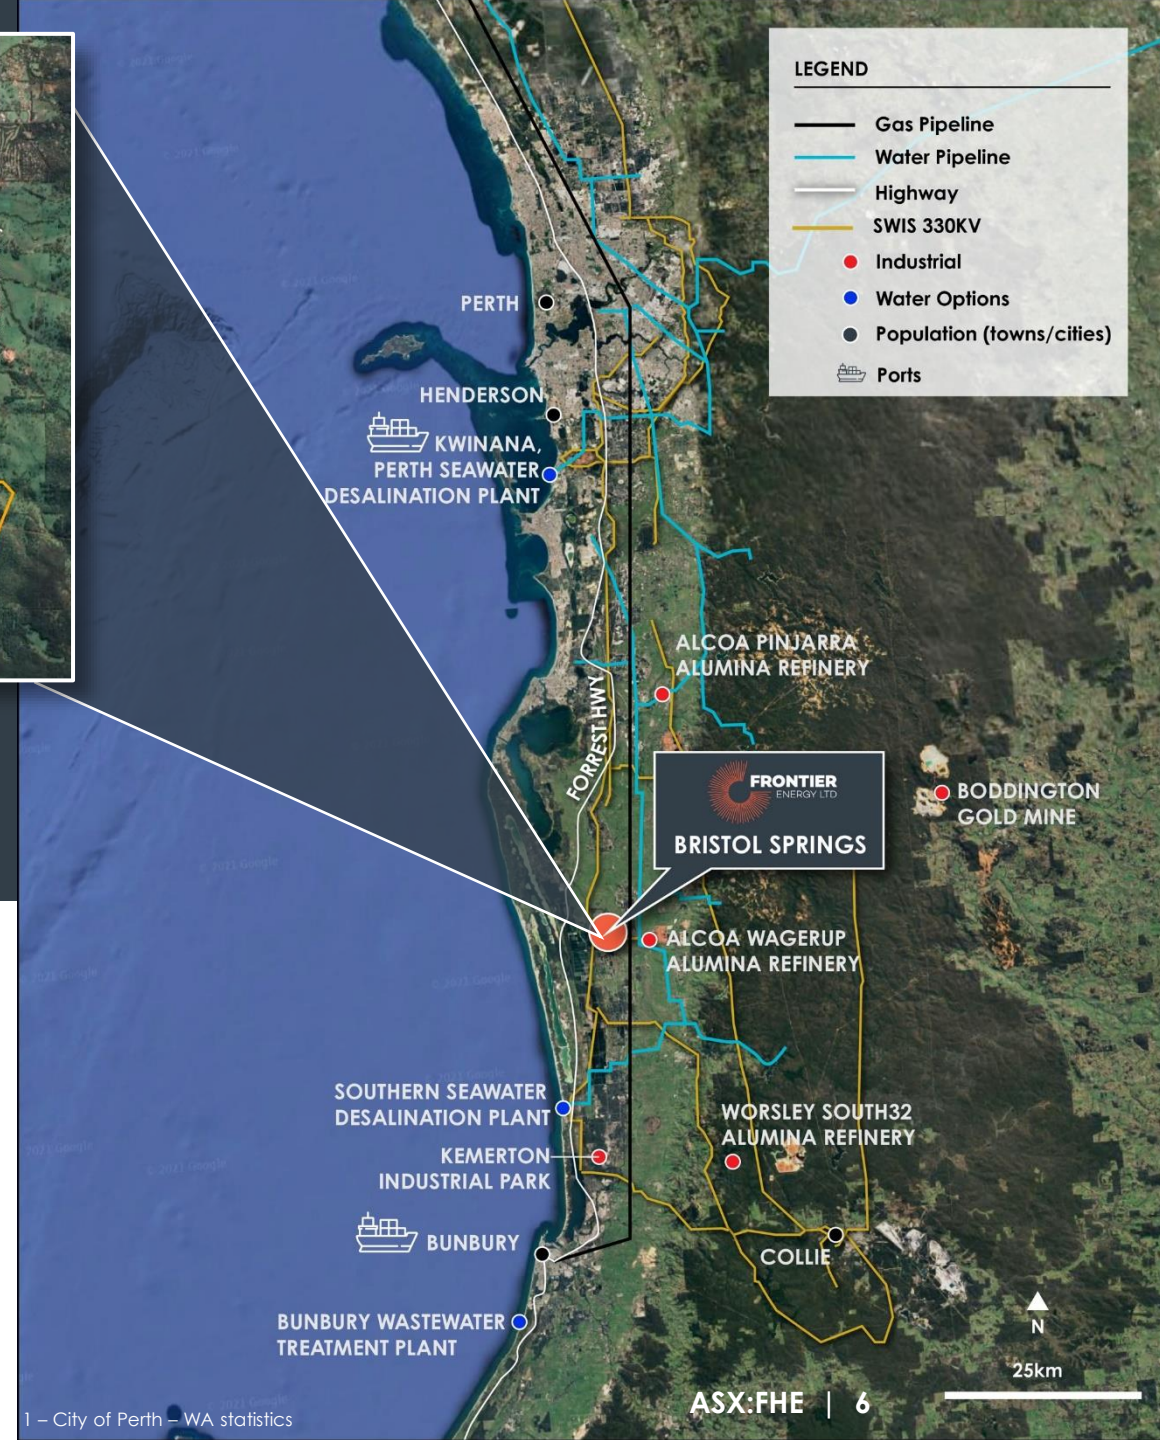 LEGEND
Gas Pipeline
Water Pipeline
Highway
SWIS 330KV
Industrial
Water Options
Population (towns/cities)
Ports
PERTH
HENDERSON
KWINANA,
PERTH SEAWATER
DESALINATION PLANT
ALCOA PINJARRA
ALUMINA REFINERY
FORREST HWY
FRONTIER
ENERGY LTD
BRISTOL SPRINGS
BODDINGTON
GOLD MINE
ALCOA WAGERUP
ALUMINA REFINERY
SOUTHERN SEAWATER
DESALINATION PLANT
WORSLEY SOUTH32
ALUMINA REFINERY
KEMERTON
INDUSTRIAL PARK
BUNBURY
COLLIE
BUNBURY WASTEWATER
TREATMENT PLANT
N
25km
ASX:FHE | 6
1 – City of Perth – WA statistics